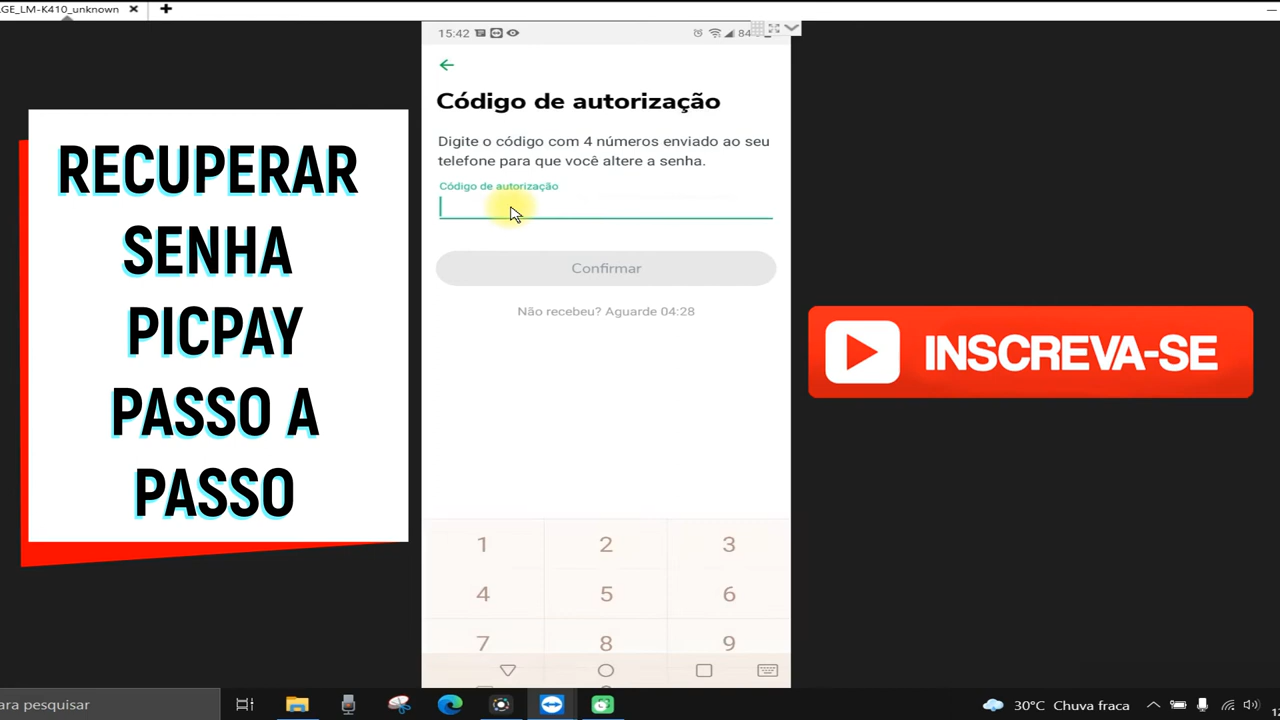 GE_LM-K410_unknown
15:42
84
Código de autorização
Digite o código com 4 números enviado ao seu
telefone para que você altere a senha.
Código de autorização
Confirmar
Não recebeu? Aguarde 04:28
RECUPERAR
SENHA
PICPAY
PASSO A
PASSO
INSCREVA-SE
1 2 3
4 5 6
7 8 9
ara pesquisar
30°C Chuva fraca